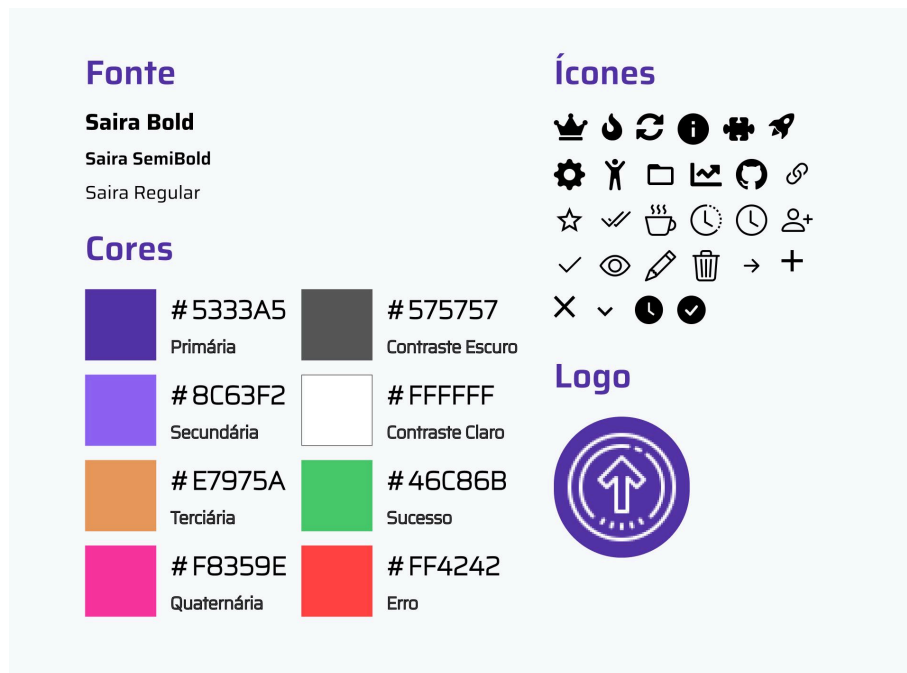 Fonte
Saira Bold
Saira SemiBold
Saira Regular
Cores
#5333A5
Primária
#575757
Contraste Escuro
#8C63F2
Secundária
#FFFFFF
Contraste Claro
#E7975A
Terciária
#46C86B
Sucesso
#F8359E
Quaternária
#FF4242
Erro
Ícones
Logo